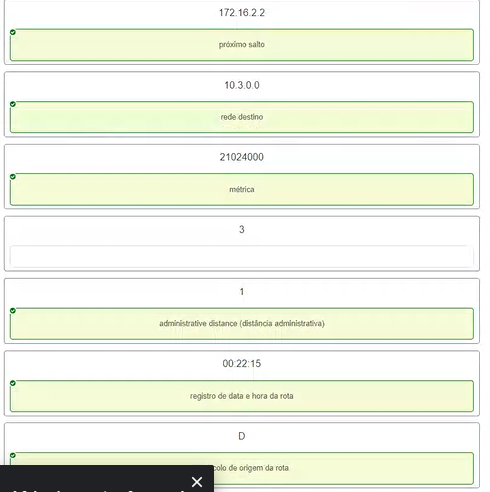 172.16.2.2
próximo salto
10.3.0.0
rede destino
21024000
métrica
3
1
administrative distance (distância administrativa)
00:22:15
registro de data e hora da rota
D
de origem da rota